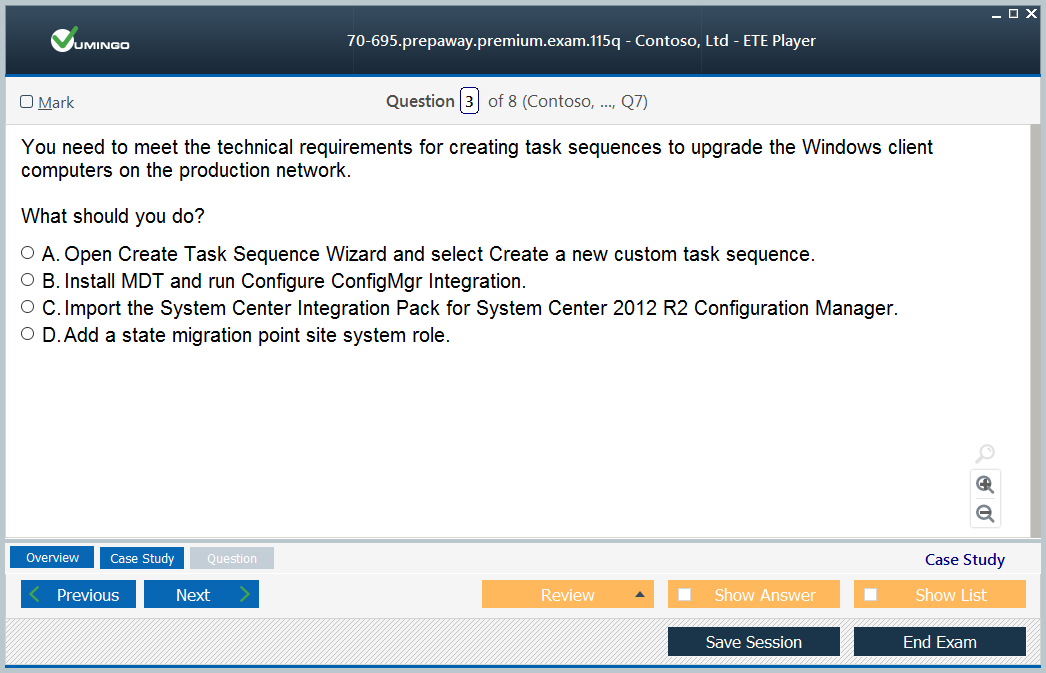 VUMINGO
70-695.prepaway.premium.exam.115q - Contoso, Ltd - ETE Player
Mark
Question 3 of 8 (Contoso, ..., Q7)
You need to meet the technical requirements for creating task sequences to upgrade the Windows client
computers on the production network.
What should you do?
A. Open Create Task Sequence Wizard and select Create a new custom task sequence.
B. Install MDT and run Configure ConfigMgr Integration.
C. Import the System Center Integration Pack for System Center 2012 R2 Configuration Manager.
D. Add a state migration point site system role.
Overview Case Study Question Case Study
Previous Next Review Show Answer Show List
Save Session End Exam